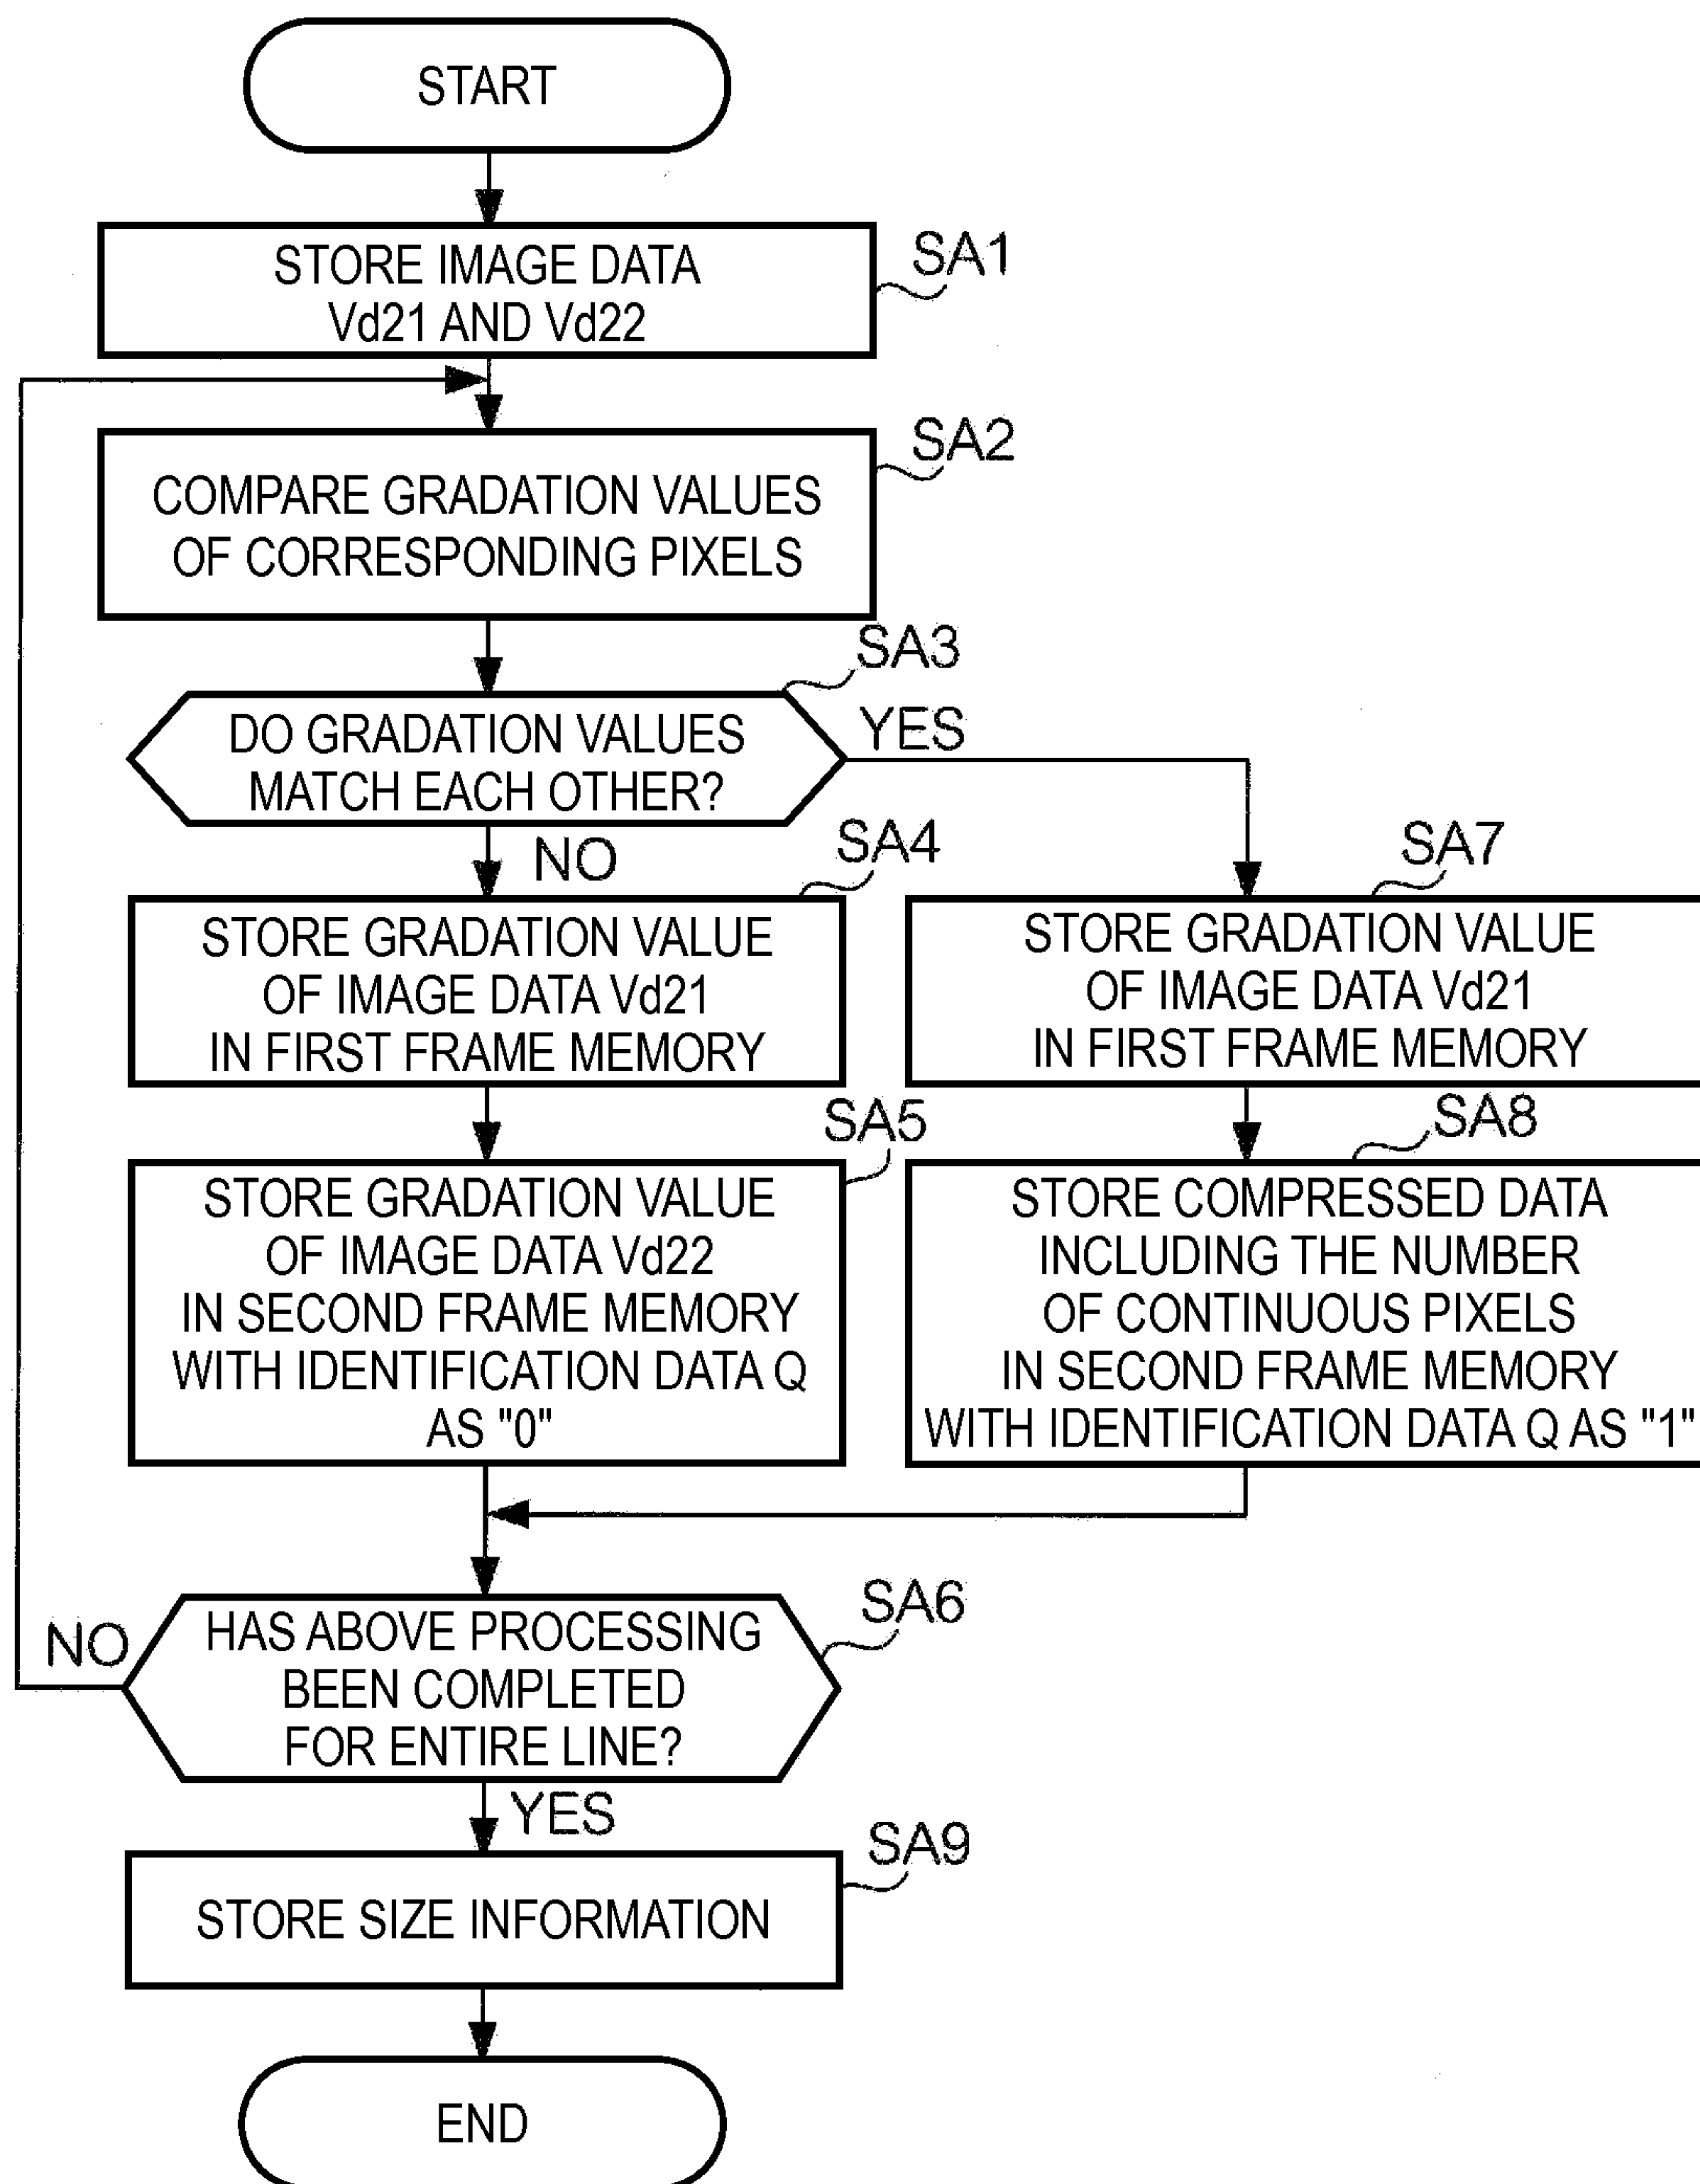 START
STORE IMAGE DATA
Vd21 AND Vd22
SA1
COMPARE GRADATION VALUES
OF CORRESPONDING PIXELS
SA2
DO GRADATION VALUES
MATCH EACH OTHER?
SA3
YES
NO
STORE GRADATION VALUE
OF IMAGE DATA Vd21
IN FIRST FRAME MEMORY
SA4
STORE GRADATION VALUE
OF IMAGE DATA Vd21
IN FIRST FRAME MEMORY
SA7
STORE GRADATION VALUE
OF IMAGE DATA Vd22
IN SECOND FRAME MEMORY
WITH IDENTIFICATION DATA Q
AS "0"
SA5
STORE COMPRESSED DATA
INCLUDING THE NUMBER
OF CONTINUOUS PIXELS
IN SECOND FRAME MEMORY
WITH IDENTIFICATION DATA Q AS "1"
SA8
HAS ABOVE PROCESSING
BEEN COMPLETED
FOR ENTIRE LINE?
SA6
NO
YES
STORE SIZE INFORMATION
SA9
END